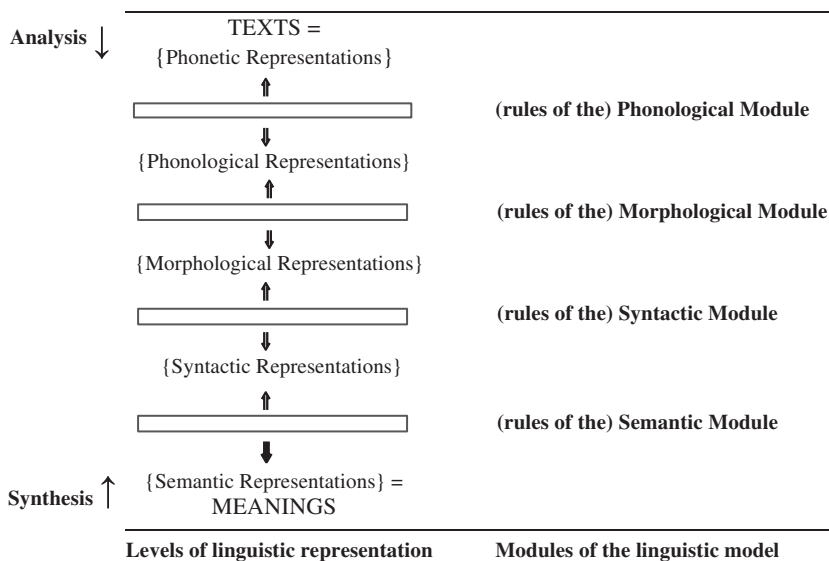 TEXTS =
Analysis ↓
{Phonetic Representations}
(rules of the) Phonological Module
{Phonological Representations}
(rules of the) Morphological Module
{Morphological Representations}
(rules of the) Syntactic Module
{Syntactic Representations}
(rules of the) Semantic Module
{Semantic Representations} =
Synthesis ↑
MEANINGS
Levels of linguistic representation
Modules of the linguistic model